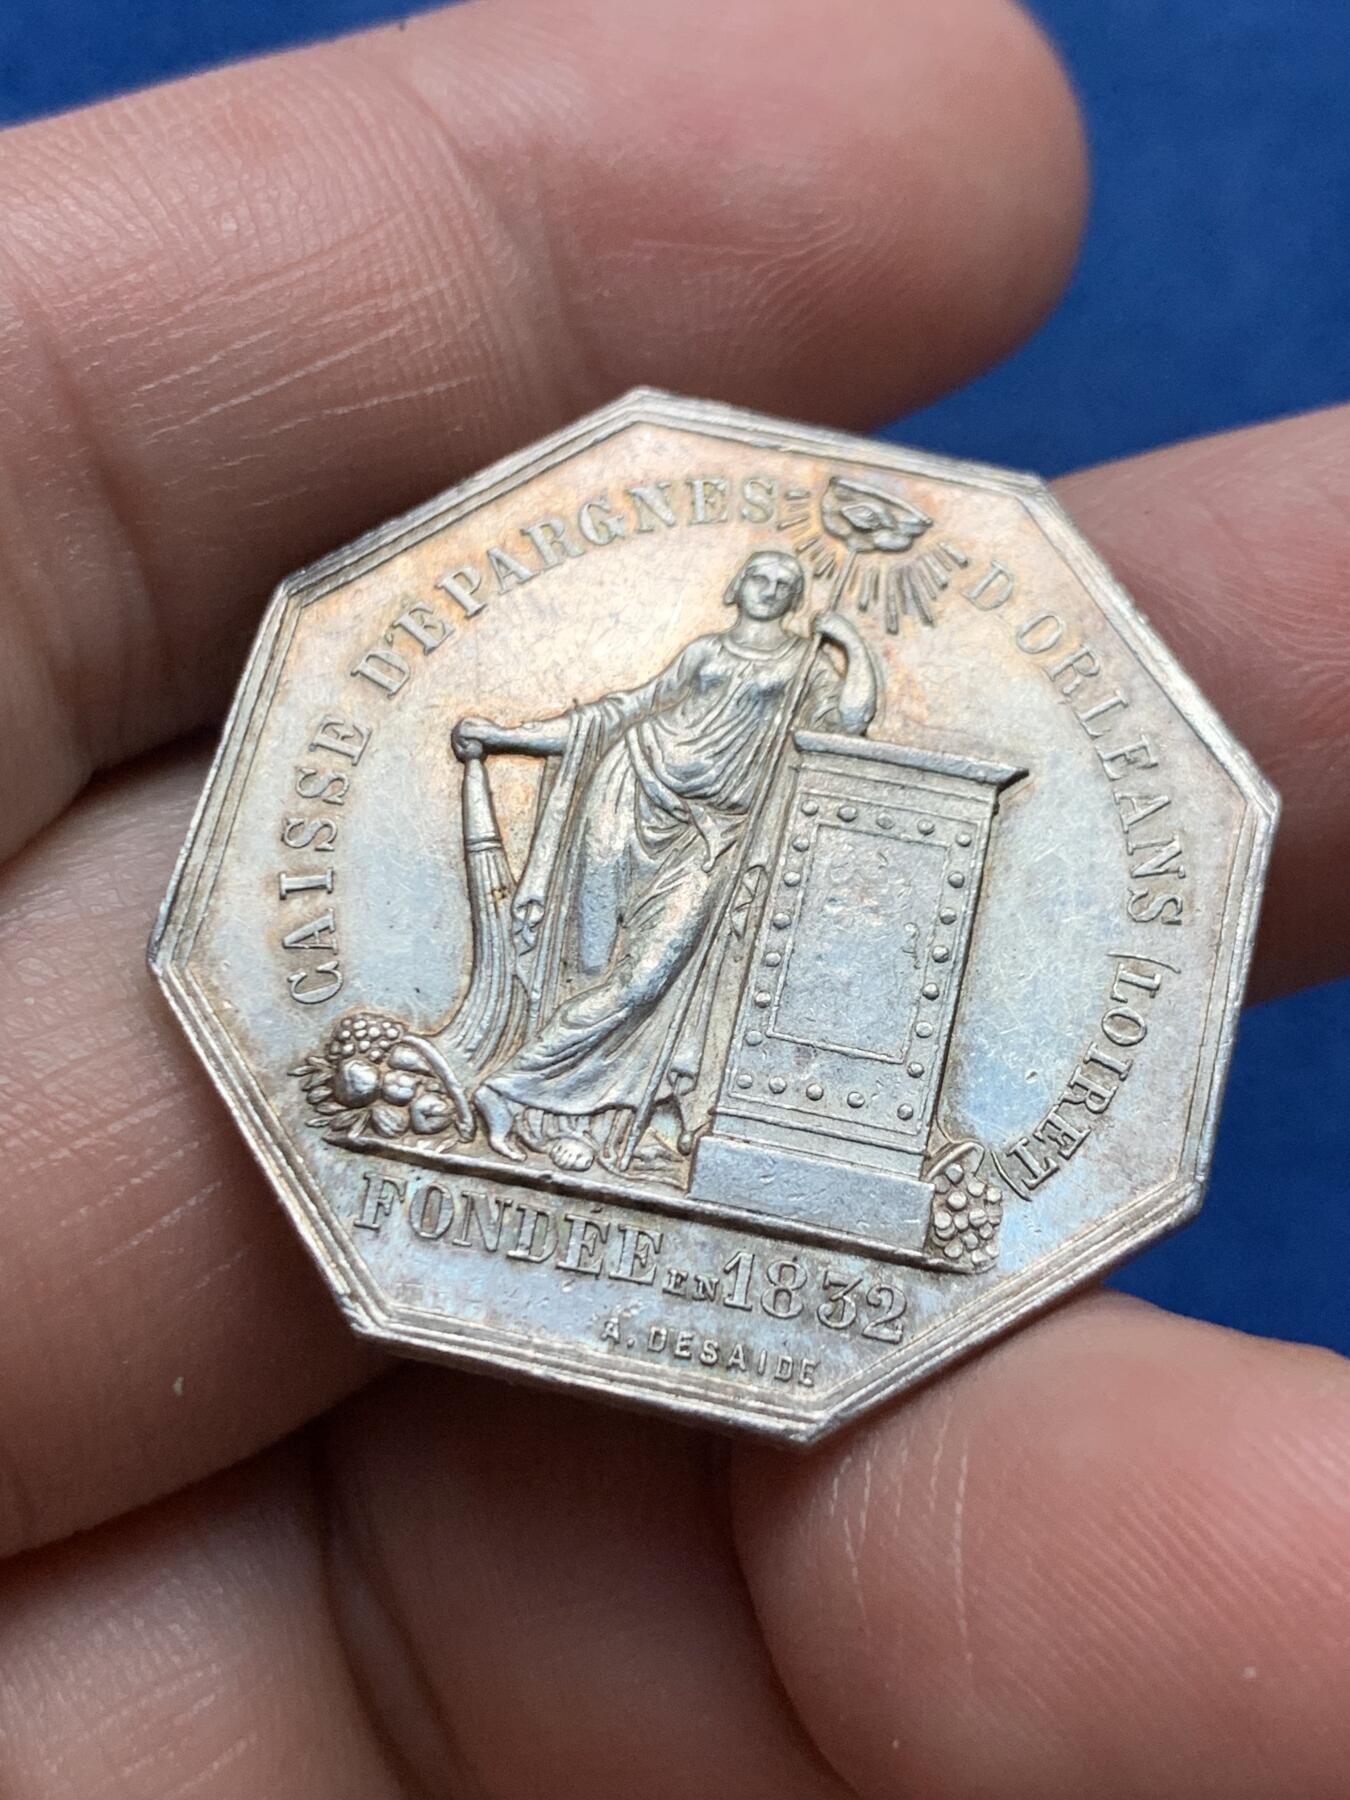 CAISSE D'EPARGNES D'ORLEANS (LOIRET)
FONDÉE EN 1832
A. DESAIDE